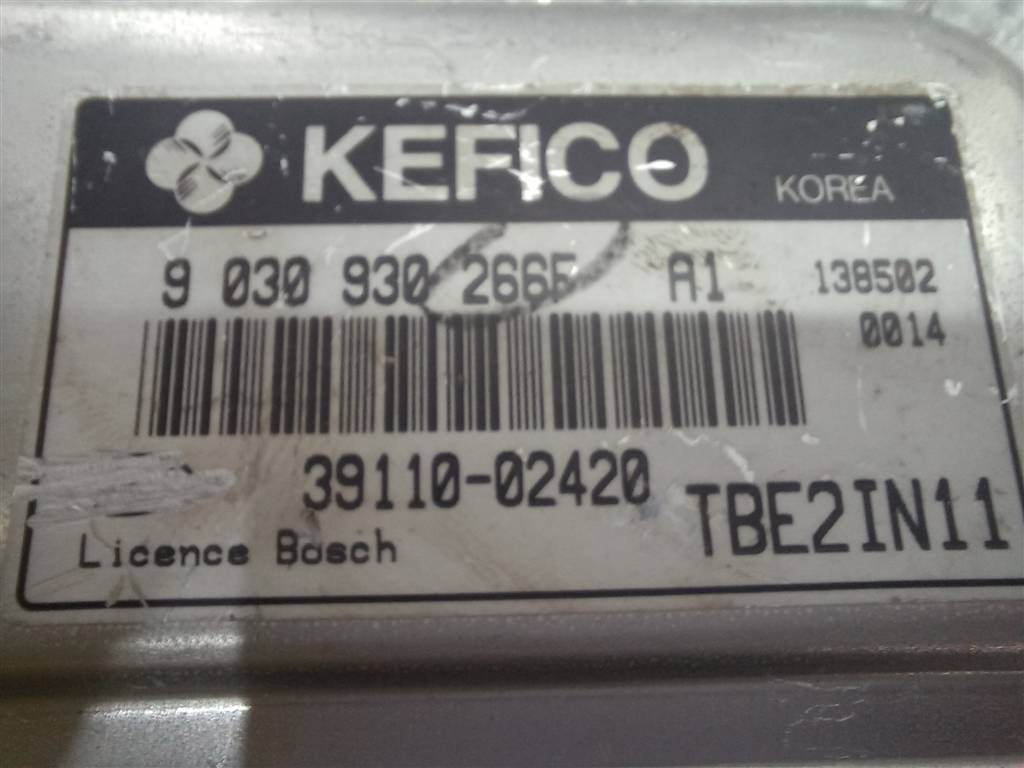 KEFICO KOREA
9 030 930 266F A1 138502
0014
39110-02420 TBE2IN11
Licence Bosch